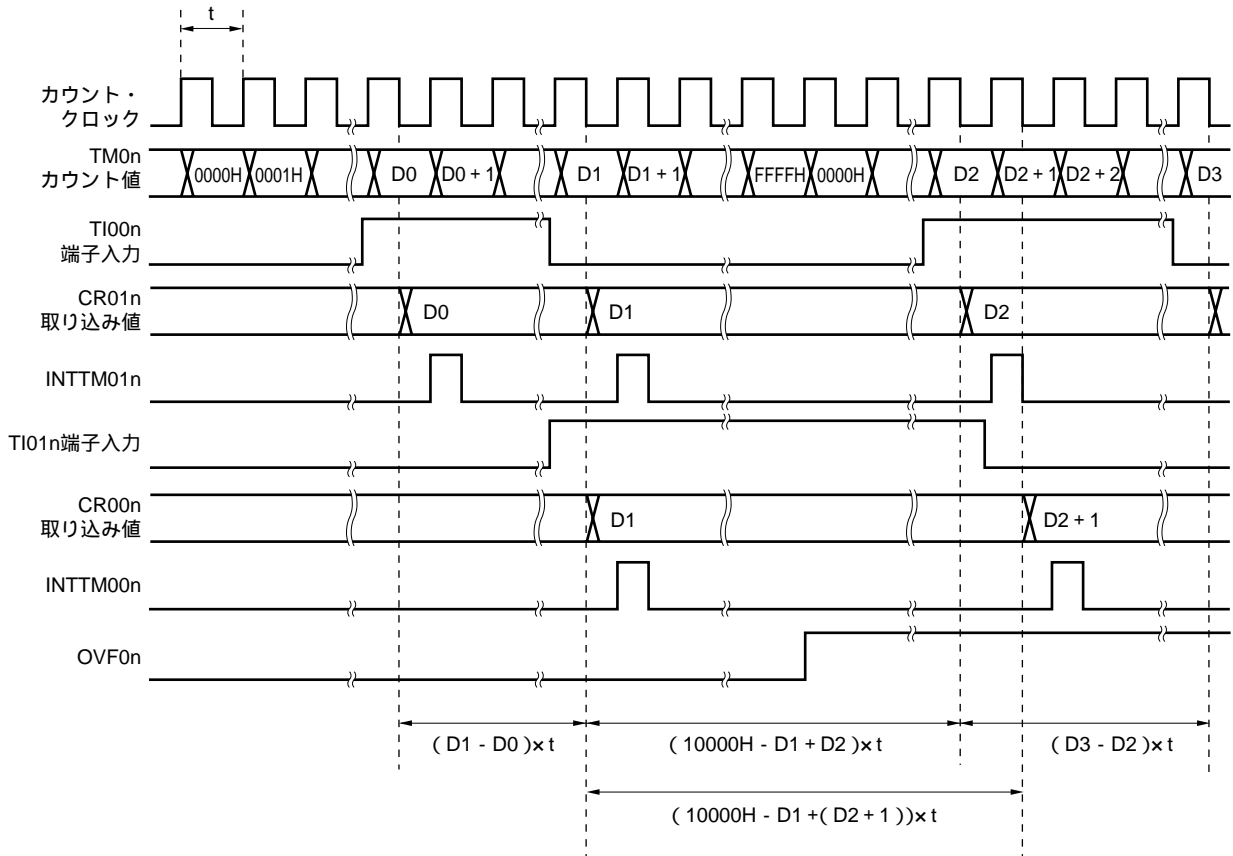 t
カウント・
クロック
TM0n
カウント値
0000H 0001H D0 D0 + 1 D1 D1 + 1 FFFFH 0000H D2 D2 + 1 D2 + 2 D3
TI00n
端子入力
CR01n
取り込み値
D0 D1 D2
INTTM01n
TI01n端子入力
CR00n
取り込み値
D1 D2 + 1
INTTM00n
OVF0n
( D1 - D0 )× t ( 10000H - D1 + D2 )× t ( D3 - D2 )× t
( 10000H - D1 +( D2 + 1 ))× t